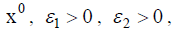 x⁰ , ε₁ > 0 , ε₂ > 0 ,